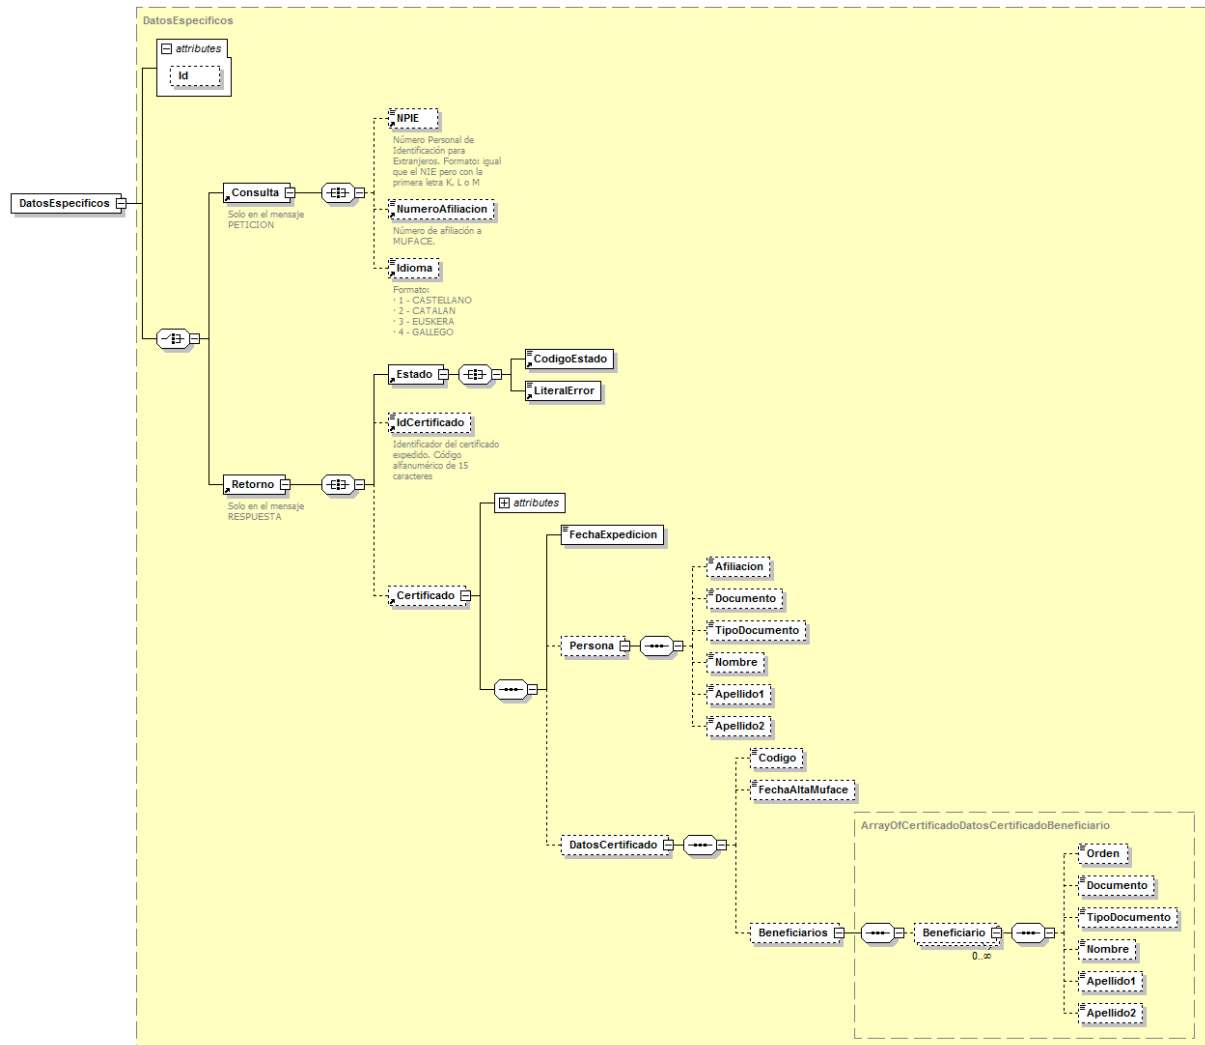 DatosEspecificos
attributes
Id
DatosEspecificos
Consulta
Solo en el mensaje
PETICION
NPIE
Número Personal de
Identificación para
Extranjeros. Formato: igual
que el NIE pero con la
primera letra K, L o M
NumeroAfiliacion
Número de afiliación a
MUFACE.
Idioma
Formato:
· 1 - CASTELLANO
· 2 - CATALAN
· 3 - EUSKERA
· 4 - GALLEGO
Retorno
Solo en el mensaje
RESPUESTA
Estado
CodigoEstado
LiteralError
IdCertificado
Identificador del certificado
expedido. Código
alfanumérico de 15
caracteres
Certificado
attributes
FechaExpedicion
Persona
Afiliacion
Documento
TipoDocumento
Nombre
Apellido1
Apellido2
DatosCertificado
Codigo
FechaAltaMuface
Beneficiarios
ArrayOfCertificadoDatosCertificadoBeneficiario
Beneficiario
0..∞
Orden
Documento
TipoDocumento
Nombre
Apellido1
Apellido2